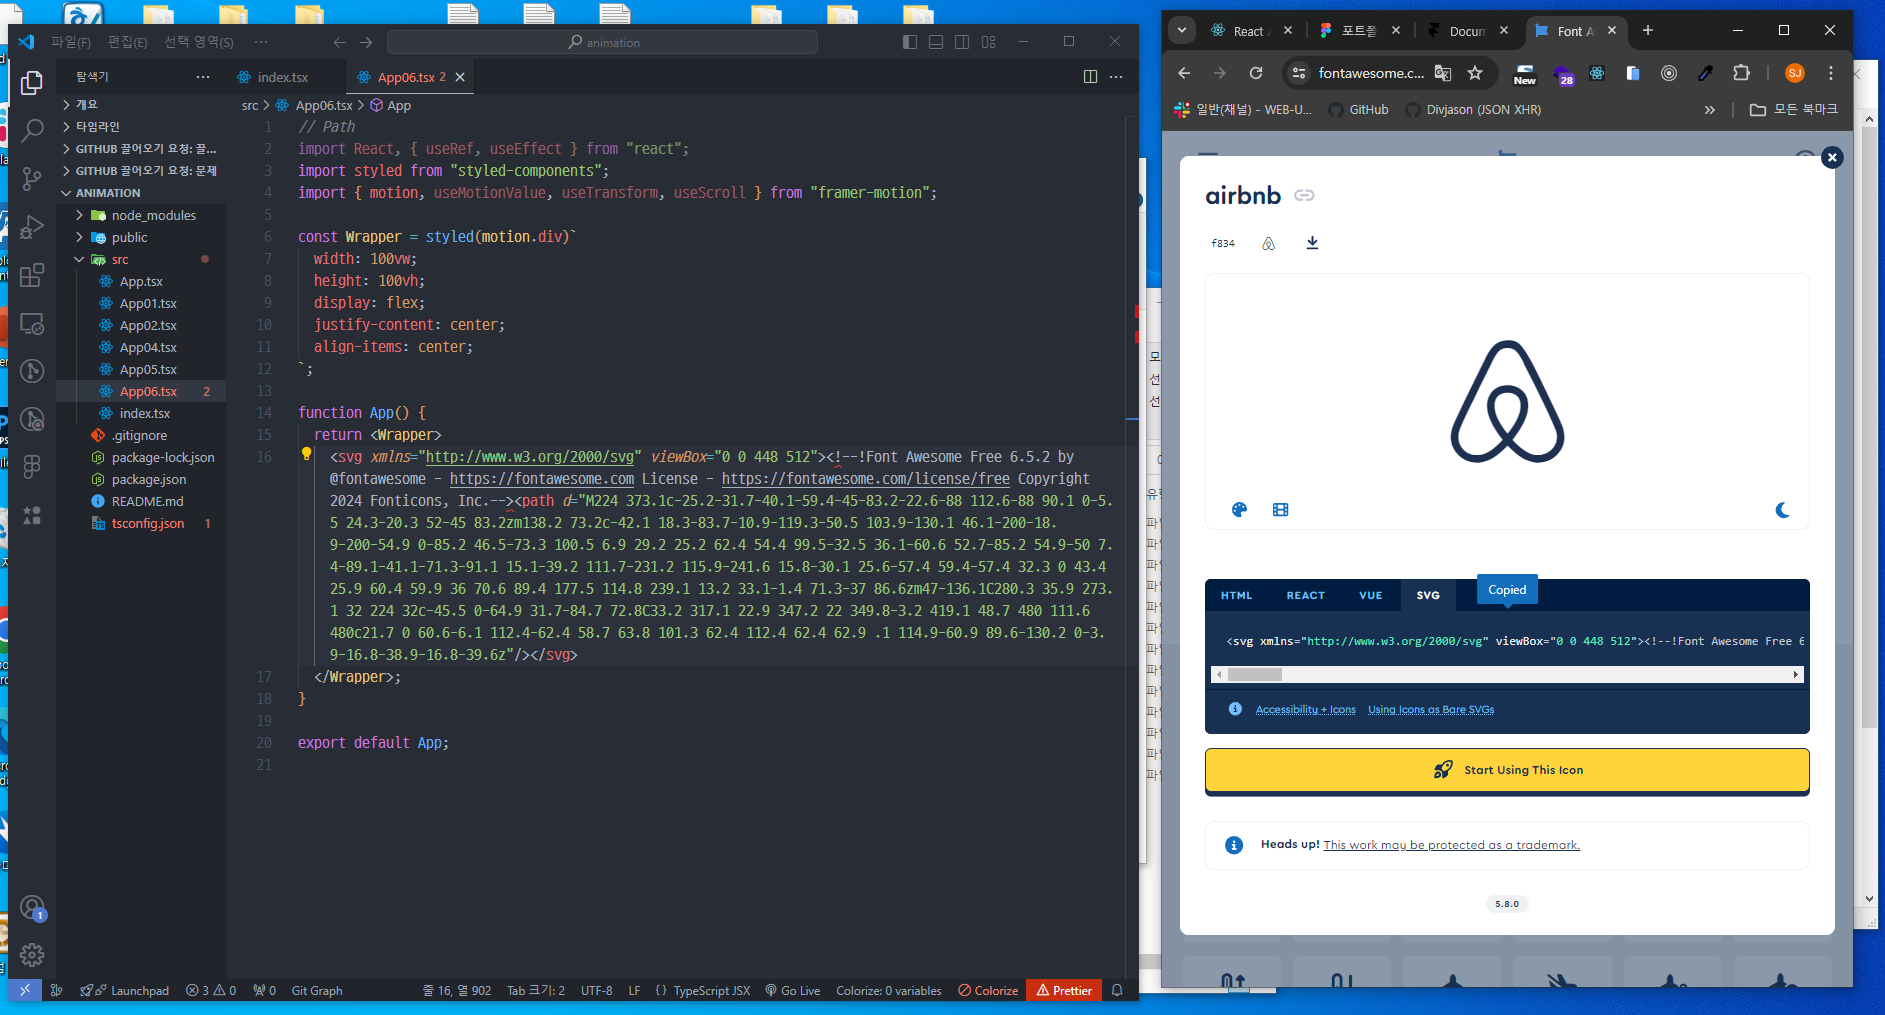 파일(F) 편집(E) 선택 영역(S) ···
animation
탐색기
개요
타임라인
GITHUB 끌어오기 요청: 끌...
GITHUB 끌어오기 요청: 문제
ANIMATION
node_modules
public
src
App.tsx
App01.tsx
App02.tsx
App04.tsx
App05.tsx
App06.tsx 2
index.tsx
.gitignore
package-lock.json
package.json
README.md
tsconfig.json 1
index.tsx
App06.tsx 2
src > App06.tsx > App
1 // Path
2 import React, { useRef, useEffect } from "react";
3 import styled from "styled-components";
4 import { motion, useMotionValue, useTransform, useScroll } from "framer-motion";
5
6 const Wrapper = styled(motion.div)`
7 width: 100vw;
8 height: 100vh;
9 display: flex;
10 justify-content: center;
11 align-items: center;
12 `;
13
14 function App() {
15 return <Wrapper>
16 <svg xmlns="http://www.w3.org/2000/svg" viewBox="0 0 448 512"><!--!Font Awesome Free 6.5.2 by
@fontawesome - https://fontawesome.com License - https://fontawesome.com/license/free Copyright
2024 Fonticons, Inc.--><path d="M224 373.1c-25.2-31.7-40.1-59.4-45-83.2-22.6-88 112.6-88 90.1 0-5.
5 24.3-20.3 52-45 83.2zm138.2 73.2c-42.1 18.3-83.7-10.9-119.3-50.5 103.9-130.1 46.1-200-18.
9-200-54.9 0-85.2 46.5-73.3 100.5 6.9 29.2 25.2 62.4 54.4 99.5-32.5 36.1-60.6 52.7-85.2 54.9-50 7.
4-89.1-41.1-71.3-91.1 15.1-39.2 111.7-231.2 115.9-241.6 15.8-30.1 25.6-57.4 59.4-57.4 32.3 0 43.4
25.9 60.4 59.9 36 70.6 89.4 177.5 114.8 239.1 13.2 33.1-1.4 71.3-37 86.6zm47-136.1C280.3 35.9 273.
1 32 224 32c-45.5 0-64.9 31.7-84.7 72.8C33.2 317.1 22.9 347.2 22 349.8-3.2 419.1 48.7 480 111.6
480c21.7 0 60.6-6.1 112.4-62.4 58.7 63.8 101.3 62.4 112.4 62.4 62.9 .1 114.9-60.9 89.6-130.2 0-3.
9-16.8-38.9-16.8-39.6z"/></svg>
17 </Wrapper>;
18 }
19
20 export default App;
21
1
Launchpad 3 0 0 Git Graph
줄 16, 열 902 Tab 크기: 2 UTF-8 LF {} TypeScript JSX Go Live Colorize: 0 variables Colorize Prettier
React 포트폴 Docum Font A
fontawesome.c... New 28 SJ
일반(채널) - WEB-U... GitHub Divjason (JSON XHR) » 모든 북마크
airbnb
f834
HTML REACT VUE SVG
Copied
<svg xmlns="http://www.w3.org/2000/svg" viewBox="0 0 448 512"><!--!Font Awesome Free 6
Accessibility + Icons Using Icons as Bare SVGs
Start Using This Icon
Heads up! This work may be protected as a trademark.
5.8.0